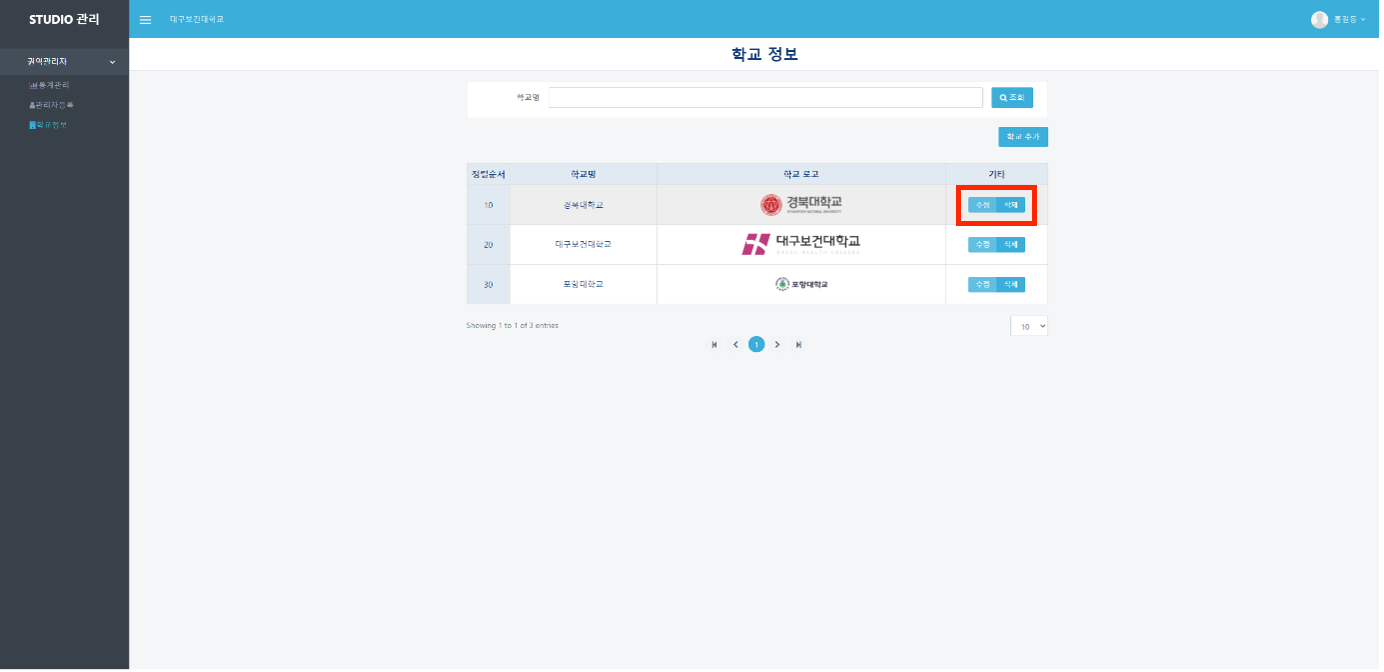 STUDIO 관리
대구보건대학교
홍길동
권역관리자
통계관리
관리자등록
학교정보
학교 정보
학교명
조회
학교 추가
정렬순서 학교명 학교 로고 기타
10 경북대학교 경북대학교 수정 삭제
KYUNGPOOK NATIONAL UNIVERSITY
20 대구보건대학교 대구보건대학교 수정 삭제
DAEGU HEALTH COLLEGE
30 포항대학교 포항대학교 수정 삭제
Showing 1 to 1 of 3 entries
10
1